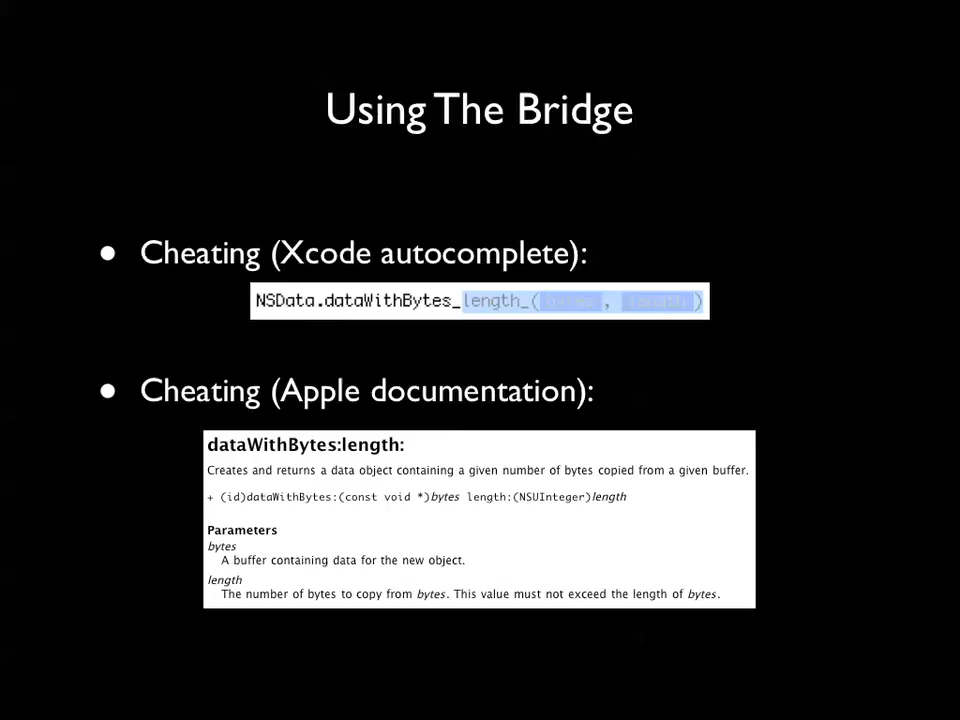 Using The Bridge
• Cheating (Xcode autocomplete):
NSData.dataWithBytes_length_(bytes, length)
• Cheating (Apple documentation):
dataWithBytes:length:
Creates and returns a data object containing a given number of bytes copied from a given buffer.
+ (id)dataWithBytes:(const void *)bytes length:(NSUInteger)length
Parameters
bytes
A buffer containing data for the new object.
length
The number of bytes to copy from bytes. This value must not exceed the length of bytes.